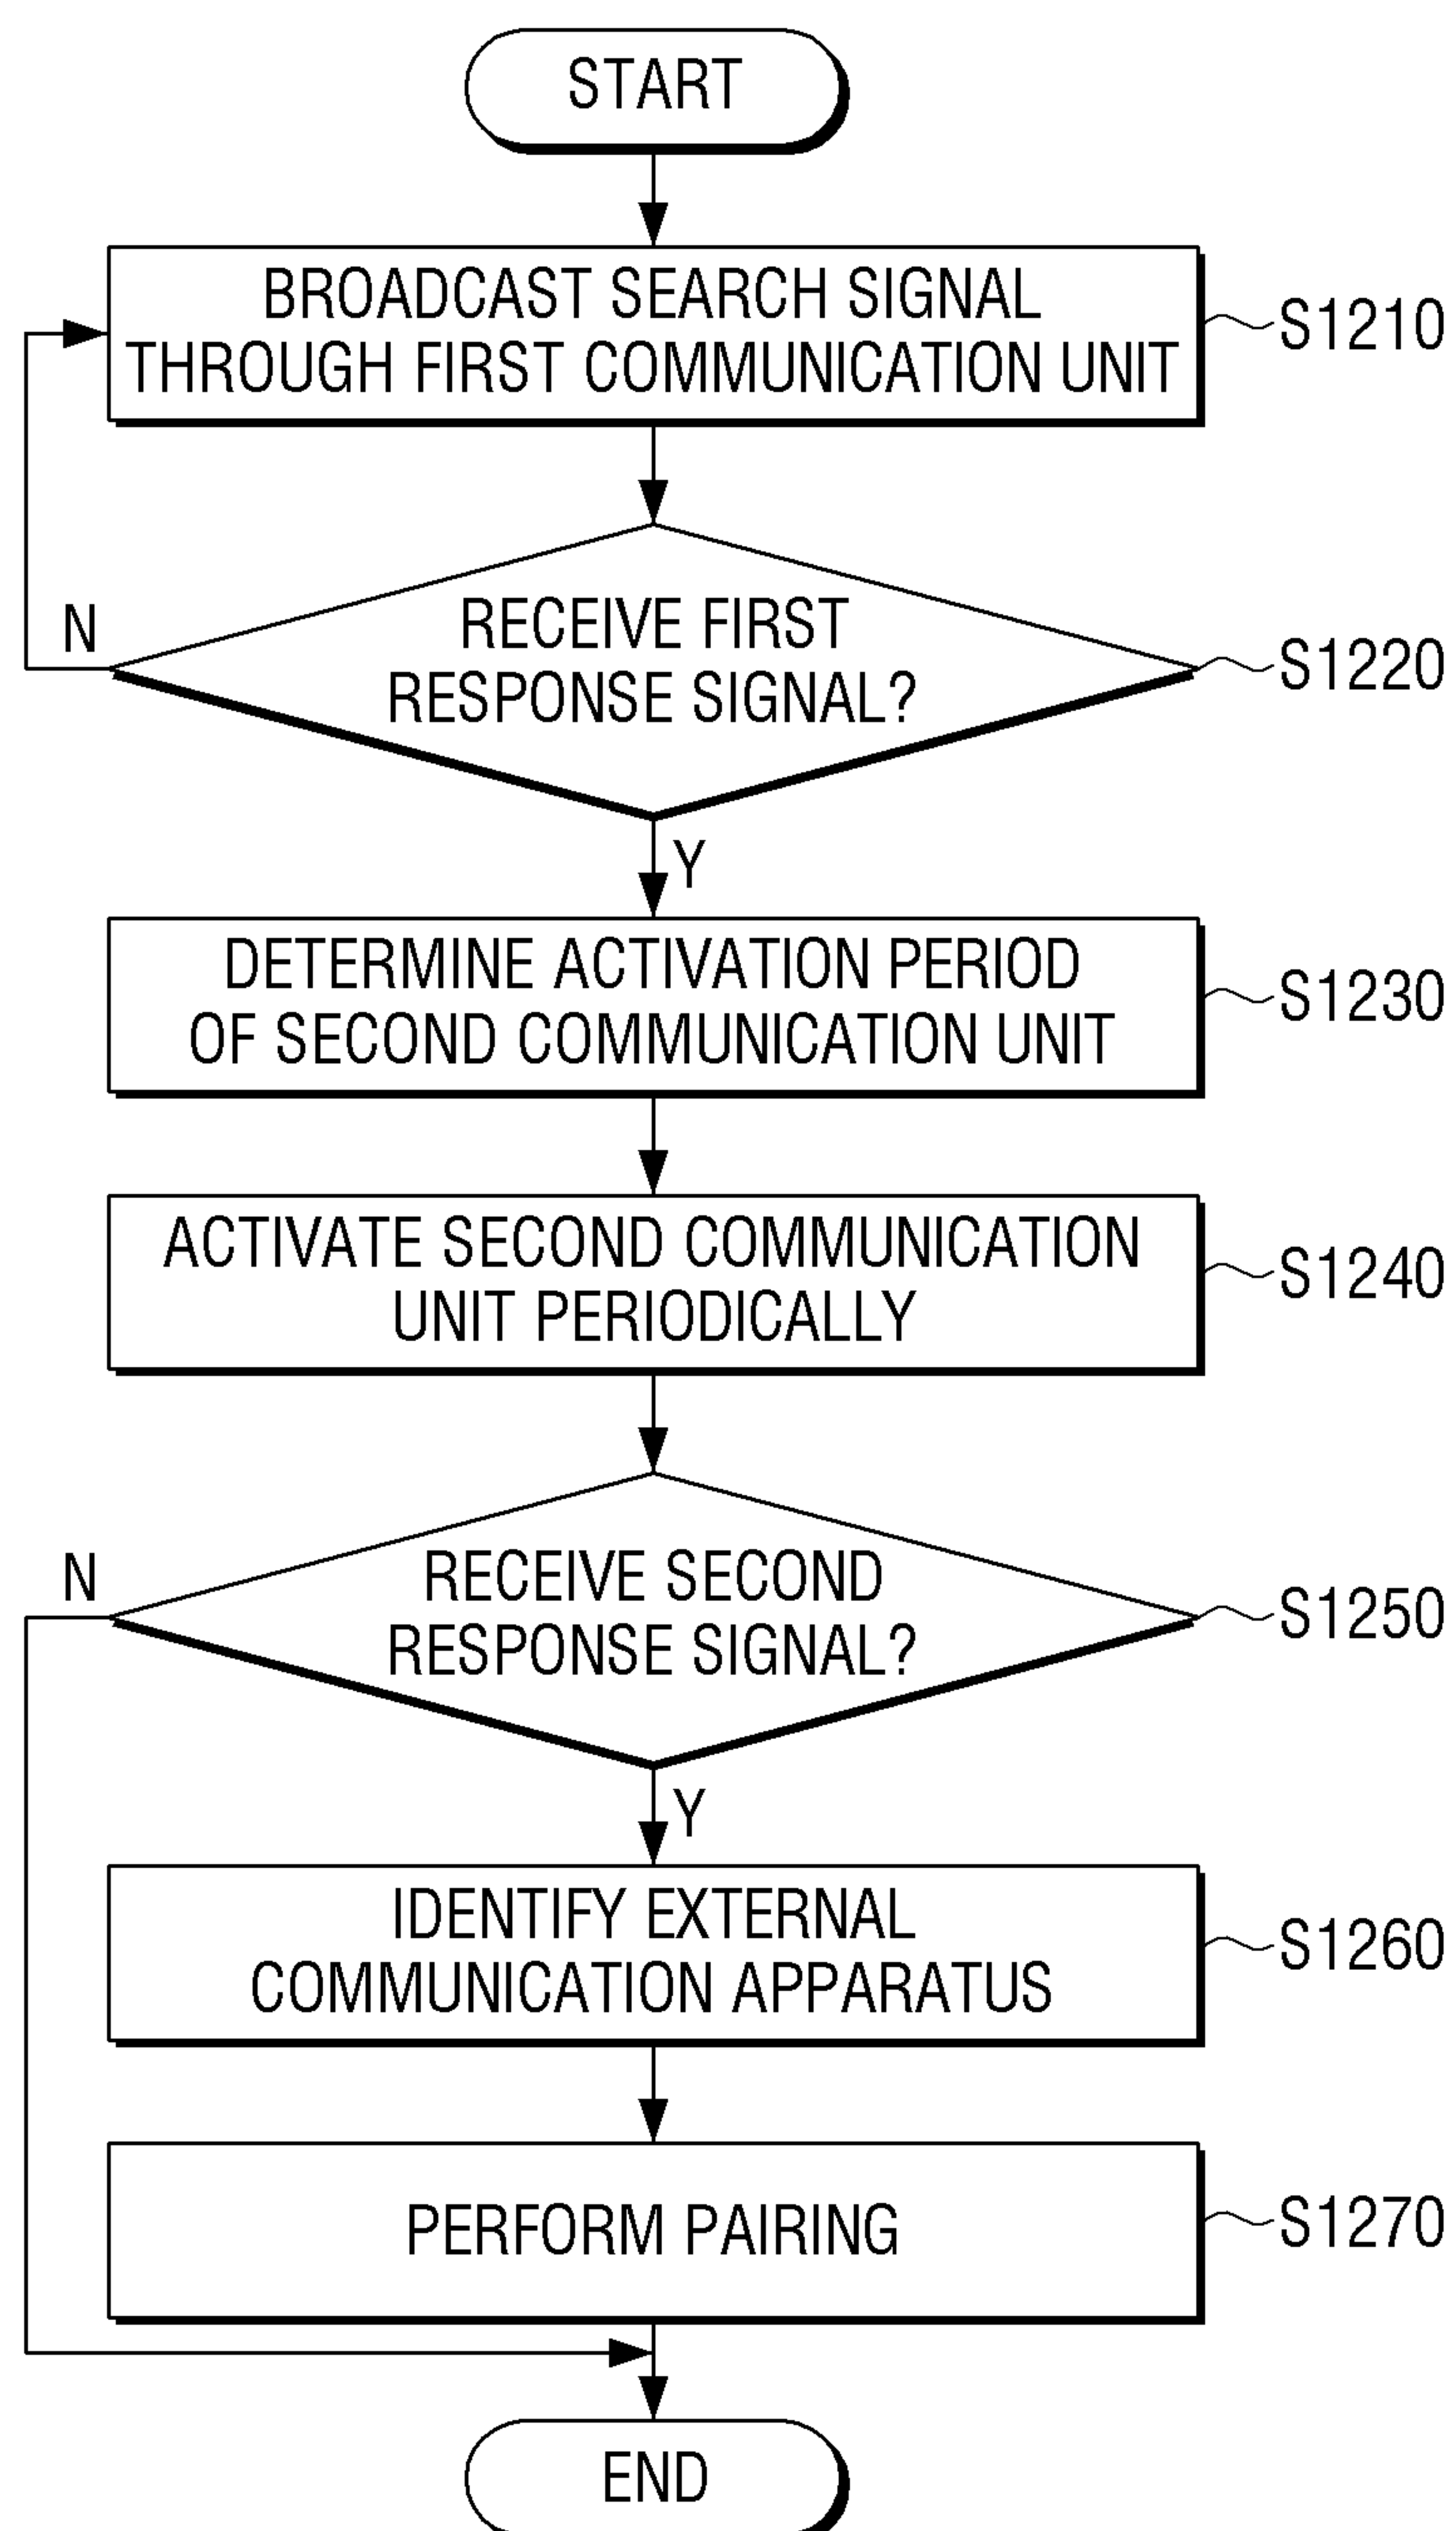 START
BROADCAST SEARCH SIGNAL
THROUGH FIRST COMMUNICATION UNIT
S1210
RECEIVE FIRST
RESPONSE SIGNAL?
S1220
N
Y
DETERMINE ACTIVATION PERIOD
OF SECOND COMMUNICATION UNIT
S1230
ACTIVATE SECOND COMMUNICATION
UNIT PERIODICALLY
S1240
RECEIVE SECOND
RESPONSE SIGNAL?
S1250
N
Y
IDENTIFY EXTERNAL
COMMUNICATION APPARATUS
S1260
PERFORM PAIRING
S1270
END